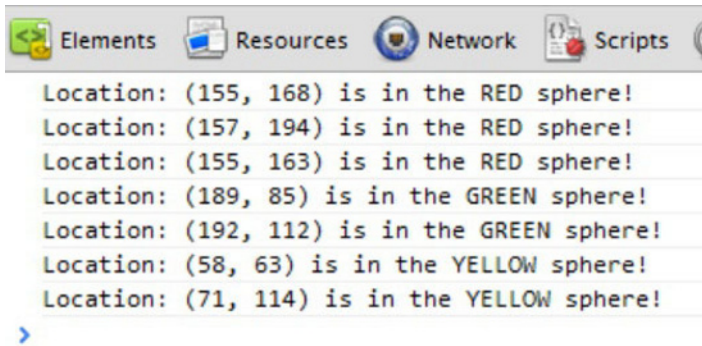 Elements Resources Network Scripts
Location: (155, 168) is in the RED sphere!
Location: (157, 194) is in the RED sphere!
Location: (155, 163) is in the RED sphere!
Location: (189, 85) is in the GREEN sphere!
Location: (192, 112) is in the GREEN sphere!
Location: (58, 63) is in the YELLOW sphere!
Location: (71, 114) is in the YELLOW sphere!